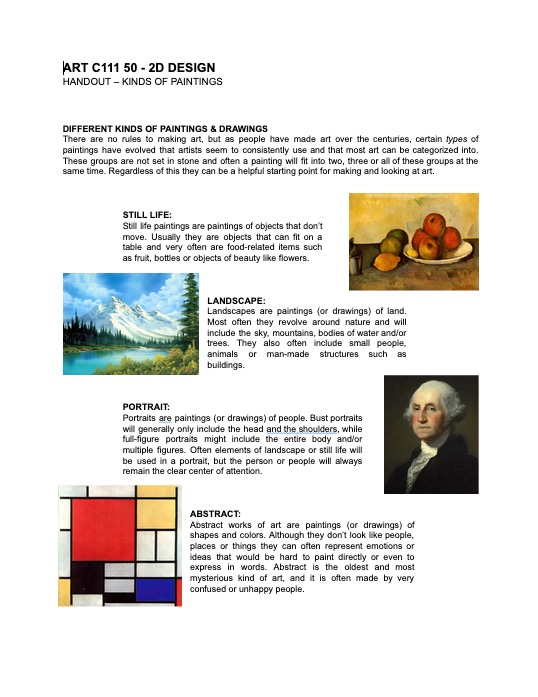 ART C111 50 - 2D DESIGN
HANDOUT – KINDS OF PAINTINGS
DIFFERENT KINDS OF PAINTINGS & DRAWINGS
There are no rules to making art, but as people have made art over the centuries, certain types of
paintings have evolved that artists seem to consistently use and that most art can be categorized into.
These groups are not set in stone and often a painting will fit into two, three or all of these groups at the
same time. Regardless of this they can be a helpful starting point for making and looking at art.
STILL LIFE:
Still life paintings are paintings of objects that don't
move. Usually they are objects that can fit on a
table and very often are food-related items such
as fruit, bottles or objects of beauty like flowers.
LANDSCAPE:
Landscapes are paintings (or drawings) of land.
Most often they revolve around nature and will
include the sky, mountains, bodies of water and/or
trees. They also often include small people,
animals or man-made structures such as
buildings.
PORTRAIT:
Portraits are paintings (or drawings) of people. Bust portraits
will generally only include the head and the shoulders, while
full-figure portraits might include the entire body and/or
multiple figures. Often elements of landscape or still life will
be used in a portrait, but the person or people will always
remain the clear center of attention.
ABSTRACT:
Abstract works of art are paintings (or drawings) of
shapes and colors. Although they don't look like people,
places or things they can often represent emotions or
ideas that would be hard to paint directly or even to
express in words. Abstract is the oldest and most
mysterious kind of art, and it is often made by very
confused or unhappy people.